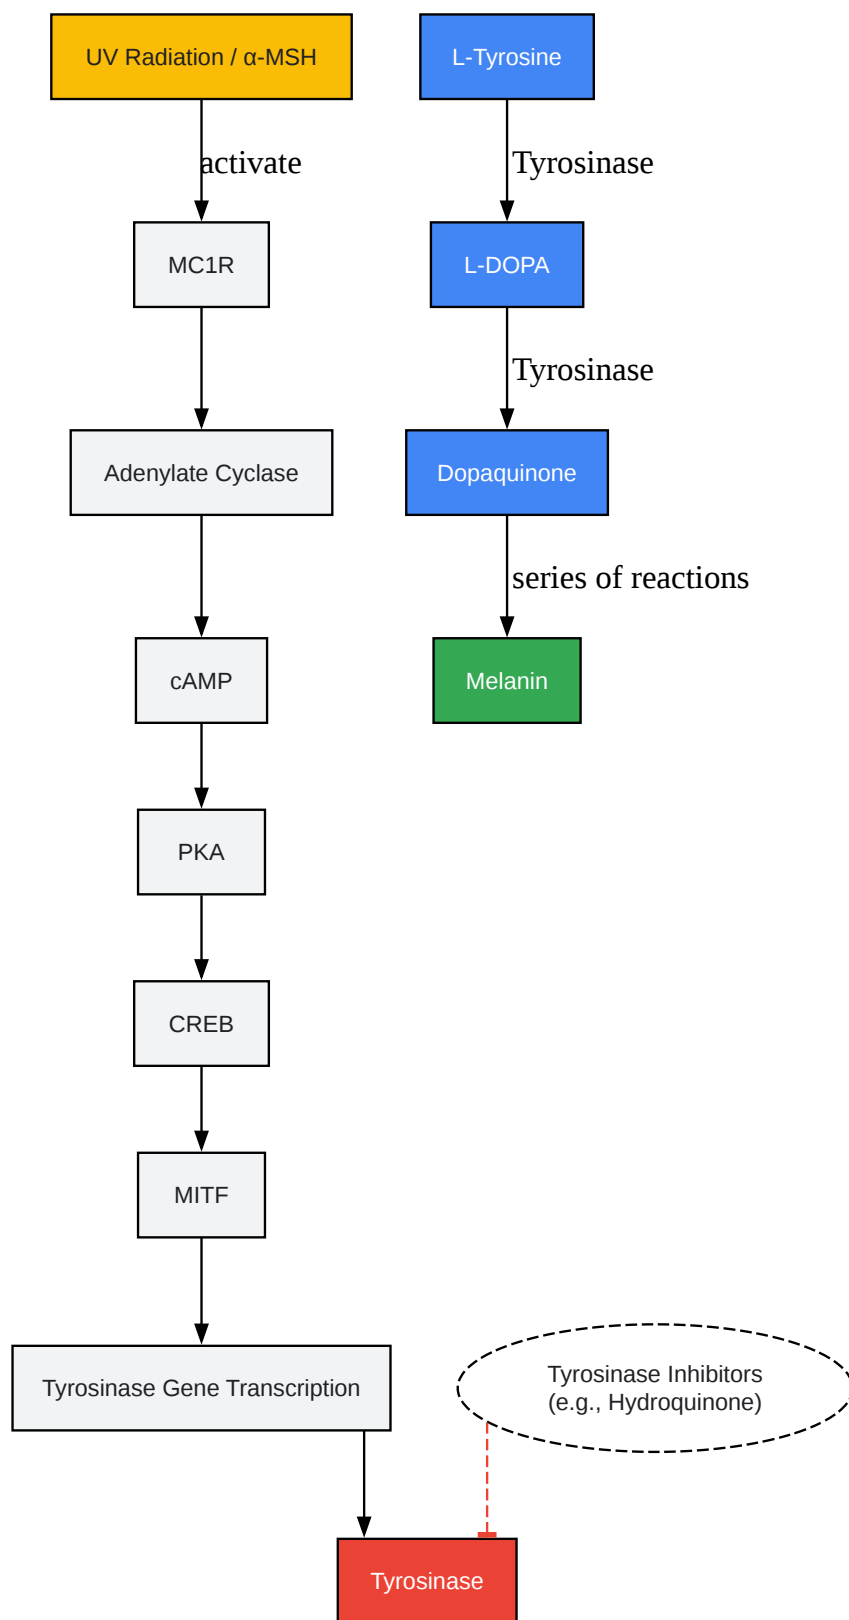 UV Radiation / α-MSH
L-Tyrosine
activate
Tyrosinase
MC1R
L-DOPA
Tyrosinase
Adenylate Cyclase
Dopaquinone
series of reactions
cAMP
Melanin
PKA
CREB
MITF
Tyrosinase Gene Transcription
Tyrosinase Inhibitors
(e.g., Hydroquinone)
Tyrosinase